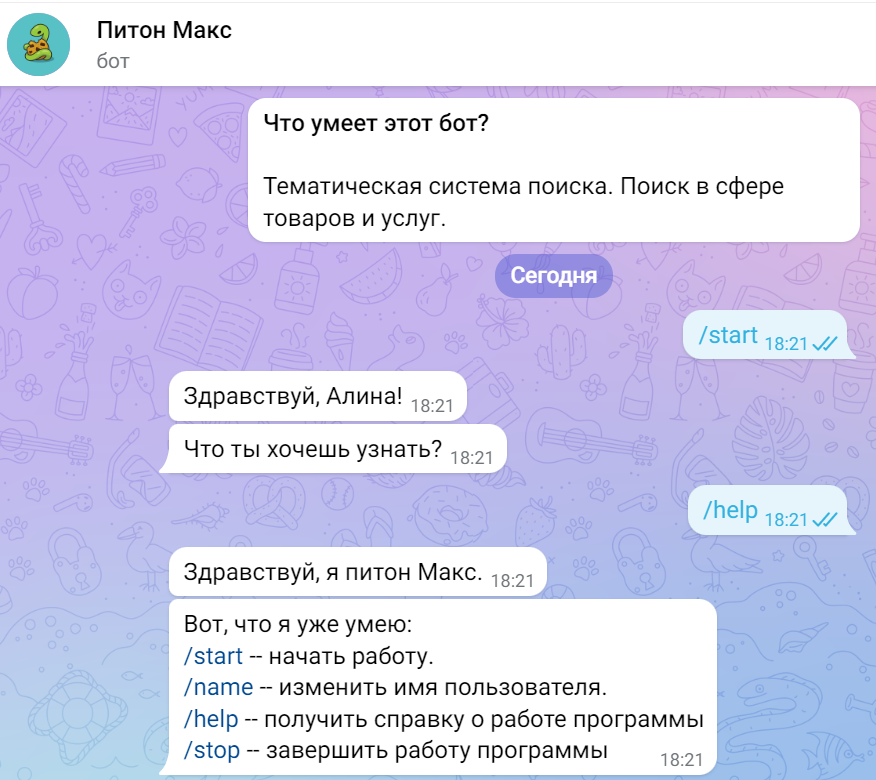 Питон Макс
бот
Что умеет этот бот?
Тематическая система поиска. Поиск в сфере
товаров и услуг.
Сегодня
/start 18:21
Здравствуй, Алина! 18:21
Что ты хочешь узнать? 18:21
/help 18:21
Здравствуй, я питон Макс. 18:21
Вот, что я уже умею:
/start -- начать работу.
/name -- изменить имя пользователя.
/help -- получить справку о работе программы
/stop -- завершить работу программы 18:21